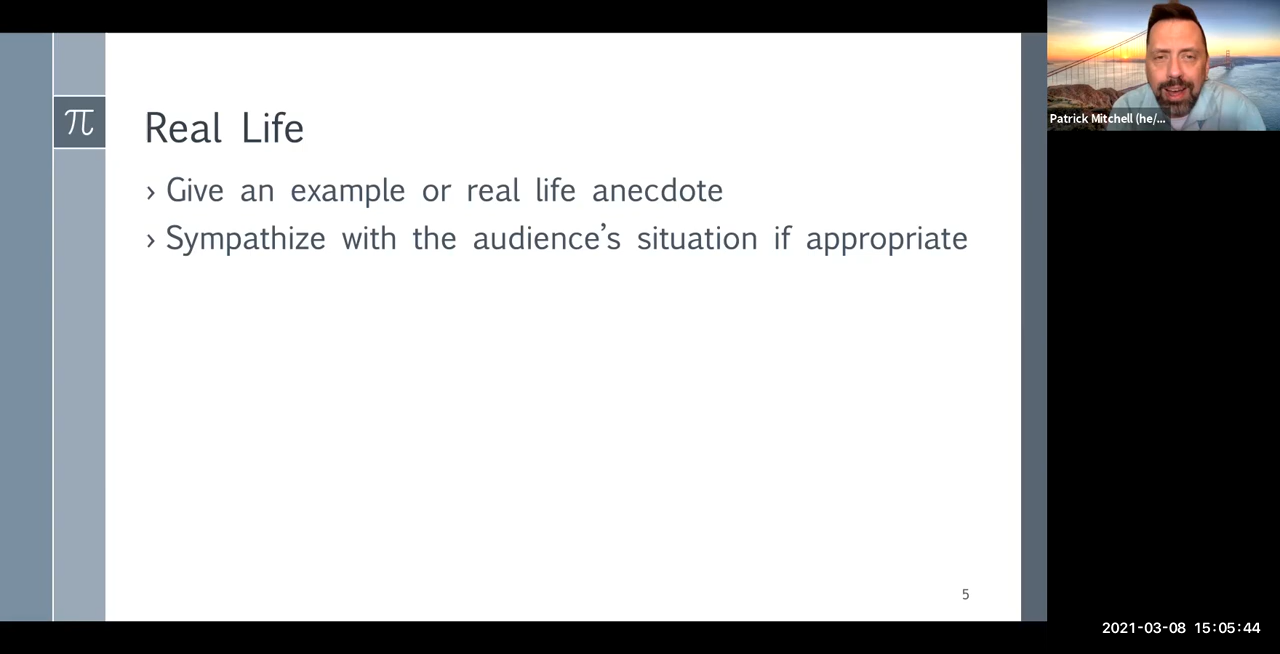 π
Real Life
› Give an example or real life anecdote
› Sympathize with the audience’s situation if appropriate
5
Patrick Mitchell (he/...
2021-03-08 15:05:44